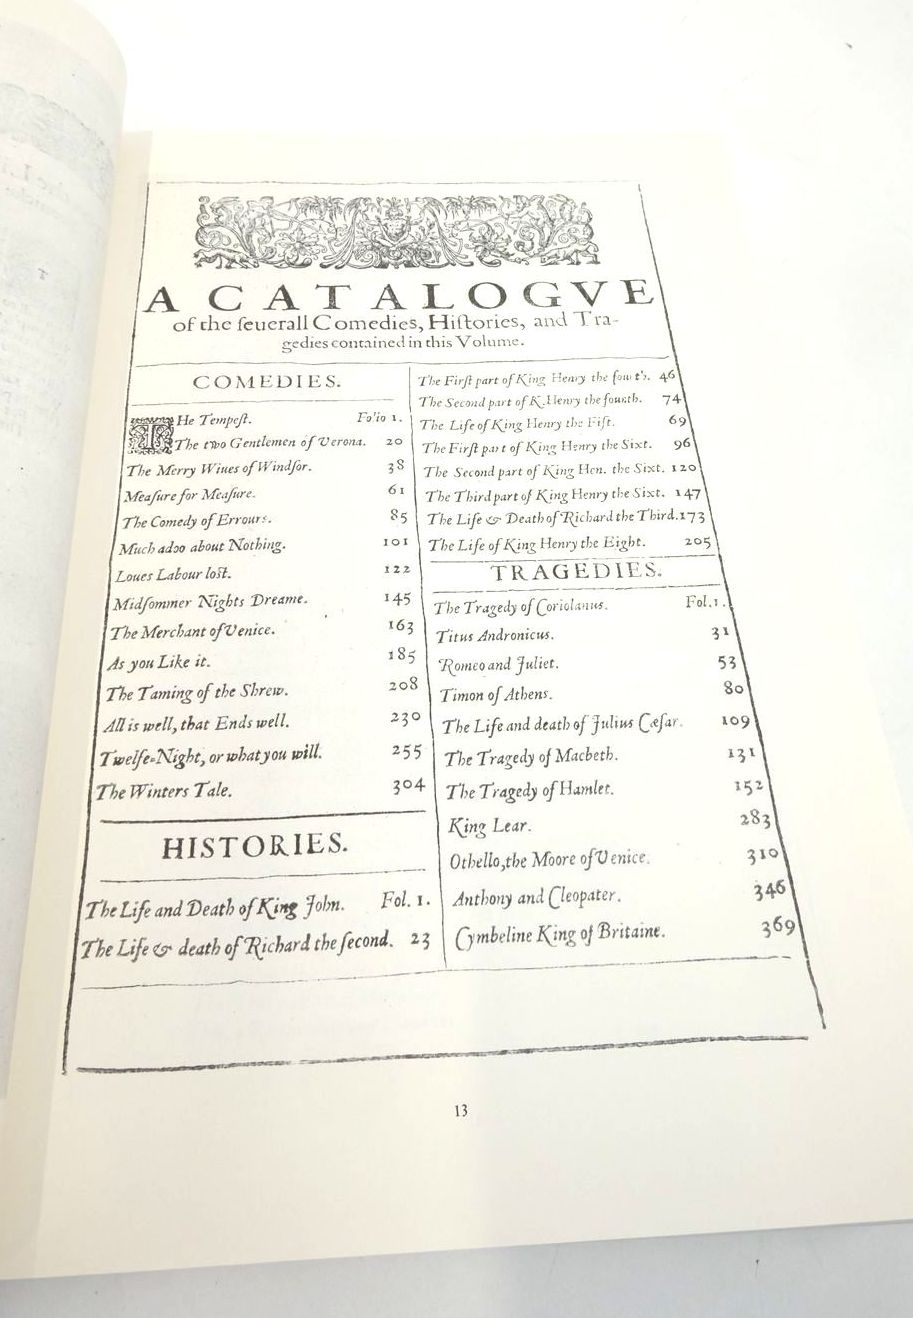 A CATALOGVE
of the ſeuerall Comedies, Hiſtories, and Tra-
gedies contained in this Volume.
COMEDIES.
THe Tempeſt. Folio 1.
The two Gentlemen of Verona. 20
The Merry Wiues of Windſor. 38
Meaſure for Meaſure. 61
The Comedy of Errours. 85
Much adoo about Nothing. 101
Loues Labour loſt. 122
Midſommer Nights Dreame. 145
The Merchant of Venice. 163
As you Like it. 185
The Taming of the Shrew. 208
All is well, that Ends well. 230
Twelfe-Night, or what you will. 255
The Winters Tale. 304
HISTORIES.
The Life and Death of King John. Fol. 1.
The Life & death of Richard the ſecond. 23
The Firſt part of King Henry the fourth. 46
The Second part of K. Henry the fourth. 74
The Life of King Henry the Fift. 69
The Firſt part of King Henry the Sixt. 96
The Second part of King Hen. the Sixt. 120
The Third part of King Henry the Sixt. 147
The Life & Death of Richard the Third. 173
The Life of King Henry the Eight. 205
TRAGEDIES.
The Tragedy of Coriolanus. Fol. 1.
Titus Andronicus. 31
Romeo and Juliet. 53
Timon of Athens. 80
The Life and death of Julius Cæſar. 109
The Tragedy of Macbeth. 131
The Tragedy of Hamlet. 152
King Lear. 283
Othello, the Moore of Venice. 310
Anthony and Cleopater. 346
Cymbeline King of Britaine. 369
13